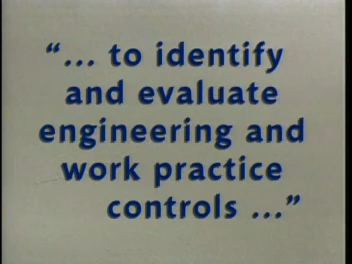 “... to identify
and evaluate
engineering and
work practice
controls ...”